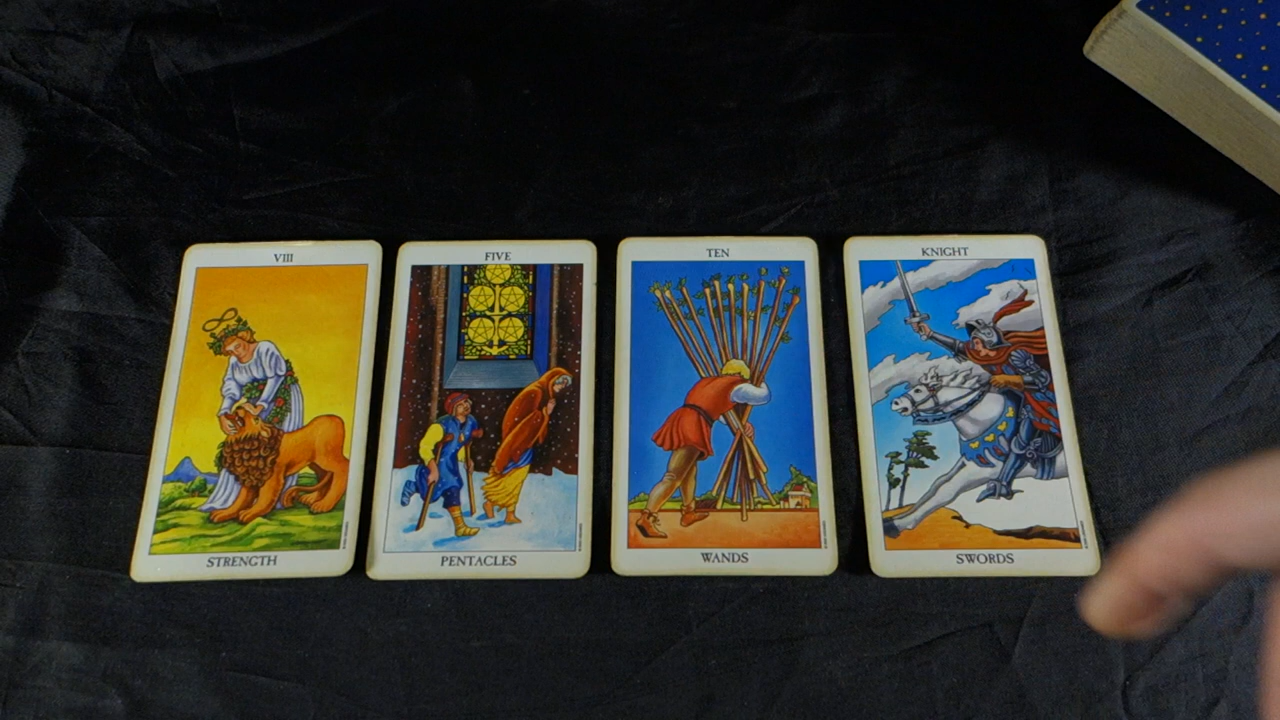 VIII
STRENGTH
FIVE
PENTACLES
TEN
WANDS
KNIGHT
SWORDS